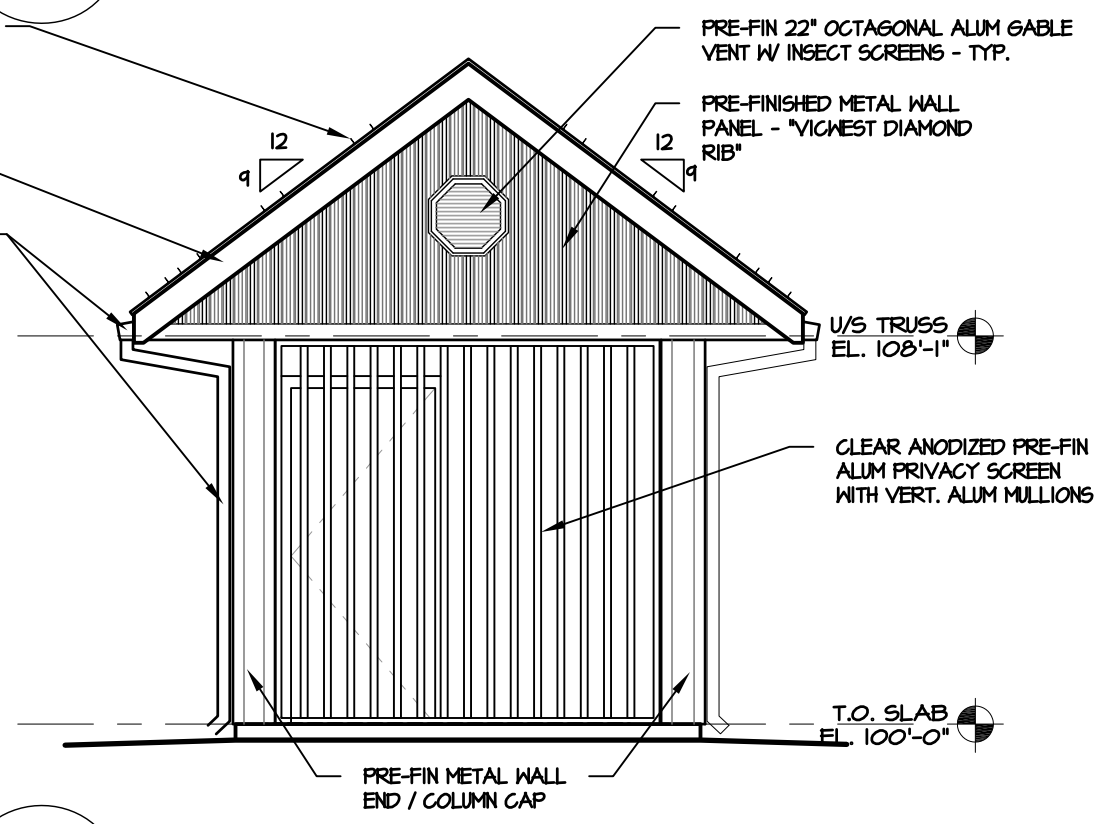 PRE-FIN 22" OCTAGONAL ALUM GABLE
VENT W/ INSECT SCREENS - TYP.
PRE-FINISHED METAL WALL
PANEL - "VICWEST DIAMOND
RIB"
12
9
12
9
U/S TRUSS
EL. 108'-1"
CLEAR ANODIZED PRE-FIN
ALUM PRIVACY SCREEN
WITH VERT. ALUM MULLIONS
T.O. SLAB
EL. 100'-0"
PRE-FIN METAL WALL
END / COLUMN CAP